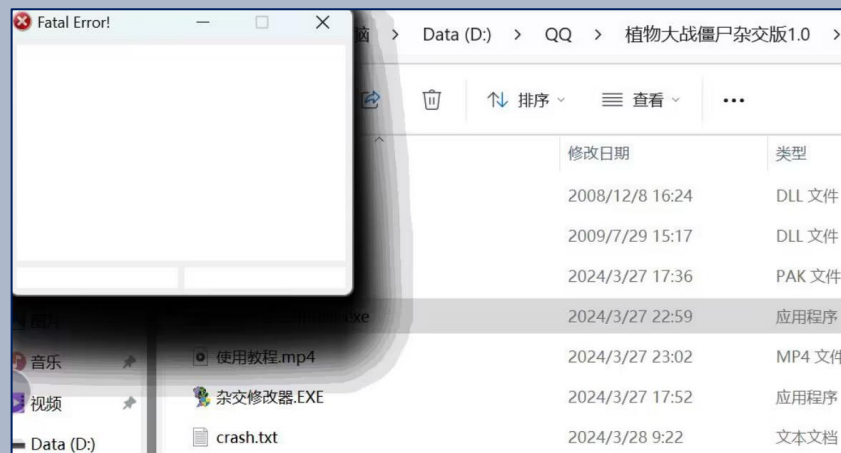 Fatal Error!
Data (D:) > QQ > 植物大战僵尸杂交版1.0 >
排序 查看
修改日期 类型
2008/12/8 16:24 DLL 文件
2009/7/29 15:17 DLL 文件
2024/3/27 17:36 PAK 文件
exe 2024/3/27 22:59 应用程序
音乐 使用教程.mp4 2024/3/27 23:02 MP4 文件
视频 杂交修改器.EXE 2024/3/27 17:52 应用程序
Data (D:) crash.txt 2024/3/28 9:22 文本文档